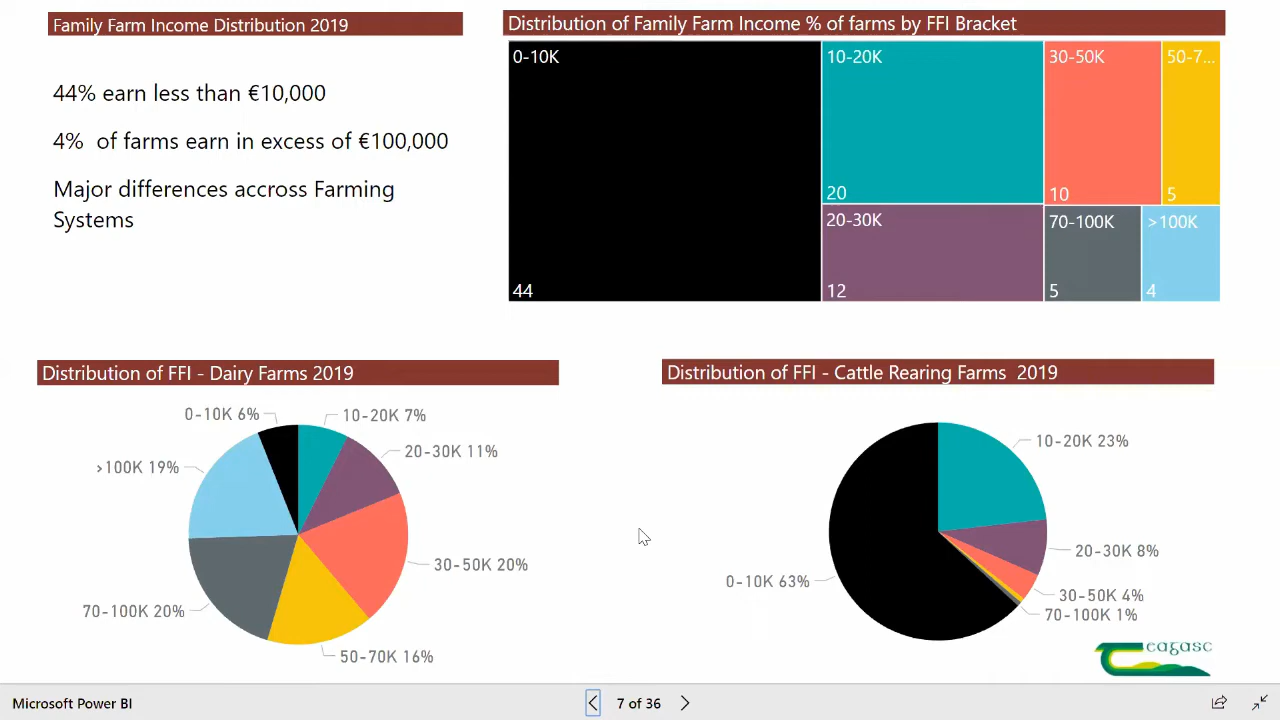 Family Farm Income Distribution 2019
44% earn less than €10,000
4%  of farms earn in excess of €100,000
Major differences accross Farming
Systems
Distribution of Family Farm Income % of farms by FFI Bracket
0-10K
44
10-20K
20
20-30K
12
30-50K
10
50-7...
5
70-100K
5
>100K
4
Distribution of FFI - Dairy Farms 2019
0-10K 6%
10-20K 7%
20-30K 11%
>100K 19%
30-50K 20%
70-100K 20%
50-70K 16%
Distribution of FFI - Cattle Rearing Farms  2019
10-20K 23%
20-30K 8%
0-10K 63%
30-50K 4%
70-100K 1%
eagasc
Microsoft Power BI
7 of 36